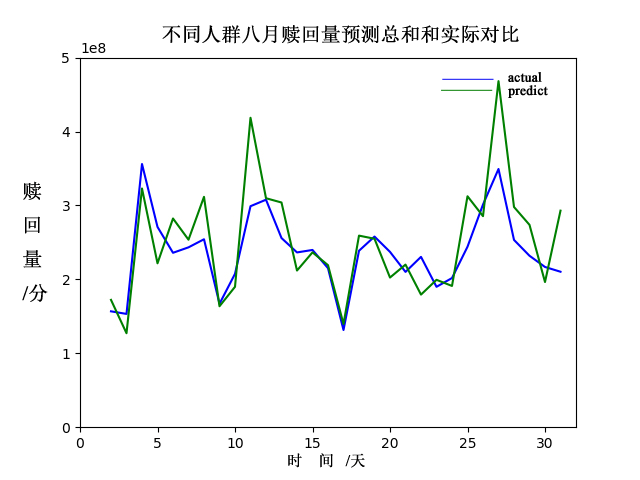 不同人群八月赎回量预测总和和实际对比
1e8
actual
predict
5
4
3
2
1
0
赎
回
量
/分
0 5 10 15 20 25 30
时 间 /天